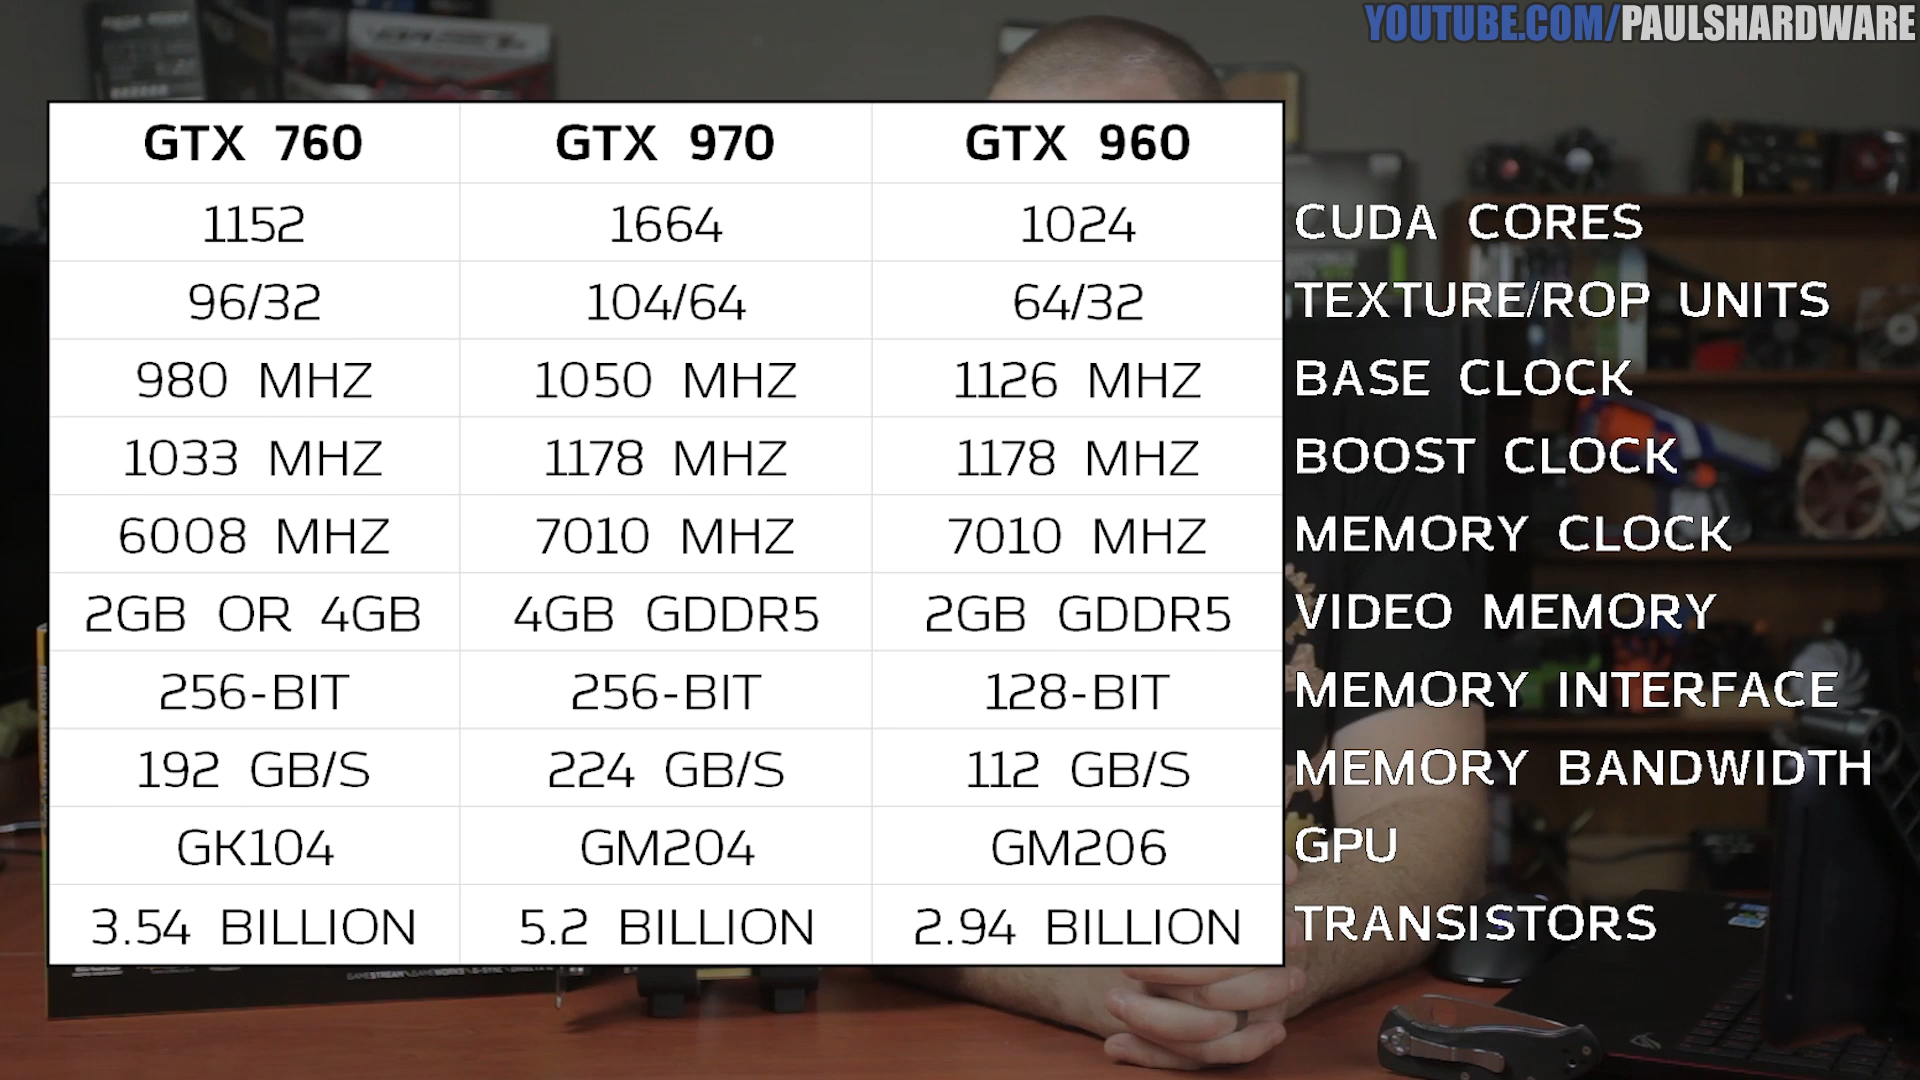 YOUTUBE.COM/PAULSHARDWARE
GTX 760 GTX 970 GTX 960
1152 1664 1024 CUDA CORES
96/32 104/64 64/32 TEXTURE/ROP UNITS
980 MHZ 1050 MHZ 1126 MHZ BASE CLOCK
1033 MHZ 1178 MHZ 1178 MHZ BOOST CLOCK
6008 MHZ 7010 MHZ 7010 MHZ MEMORY CLOCK
2GB OR 4GB 4GB GDDR5 2GB GDDR5 VIDEO MEMORY
256-BIT 256-BIT 128-BIT MEMORY INTERFACE
192 GB/S 224 GB/S 112 GB/S MEMORY BANDWIDTH
GK104 GM204 GM206 GPU
3.54 BILLION 5.2 BILLION 2.94 BILLION TRANSISTORS